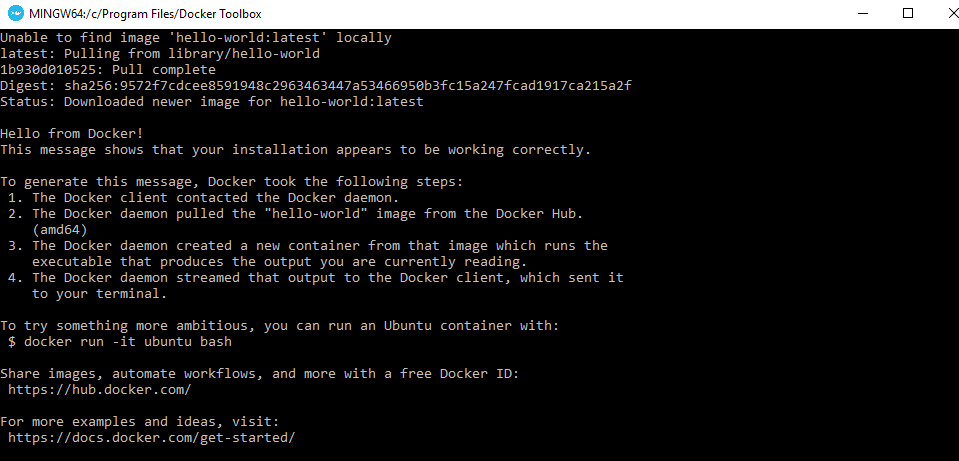 MINGW64:/c/Program Files/Docker Toolbox
Unable to find image 'hello-world:latest' locally
latest: Pulling from library/hello-world
1b930d010525: Pull complete
Digest: sha256:9572f7cdcee8591948c2963463447a53466950b3fc15a247fcad1917ca215a2f
Status: Downloaded newer image for hello-world:latest
Hello from Docker!
This message shows that your installation appears to be working correctly.
To generate this message, Docker took the following steps:
1. The Docker client contacted the Docker daemon.
2. The Docker daemon pulled the "hello-world" image from the Docker Hub.
(amd64)
3. The Docker daemon created a new container from that image which runs the
executable that produces the output you are currently reading.
4. The Docker daemon streamed that output to the Docker client, which sent it
to your terminal.
To try something more ambitious, you can run an Ubuntu container with:
$ docker run -it ubuntu bash
Share images, automate workflows, and more with a free Docker ID:
https://hub.docker.com/
For more examples and ideas, visit:
https://docs.docker.com/get-started/